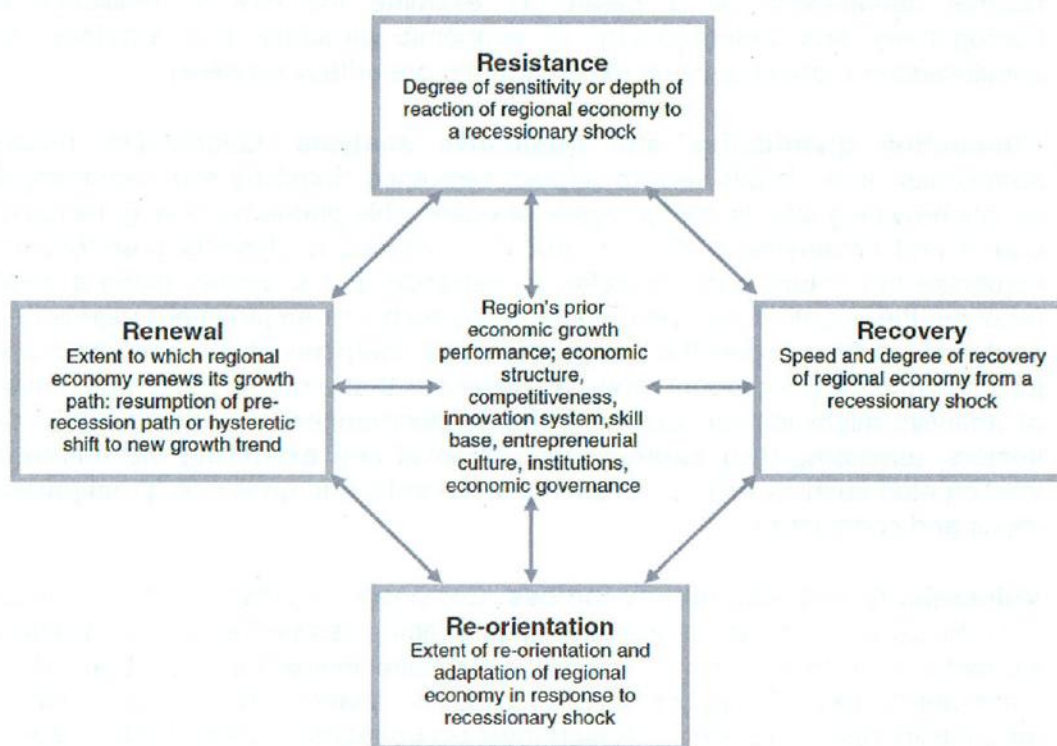 Resistance
Degree of sensitivity or depth of
reaction of regional economy to
a recessionary shock
Renewal
Extent to which regional
economy renews its growth
path: resumption of pre-
recession path or hysteretic
shift to new growth trend
Region's prior
economic growth
performance; economic
structure,
competitiveness,
innovation system,skill
base, entrepreneurial
culture, institutions,
economic governance
Recovery
Speed and degree of recovery
of regional economy from a
recessionary shock
Re-orientation
Extent of re-orientation and
adaptation of regional
economy in response to
recessionary shock